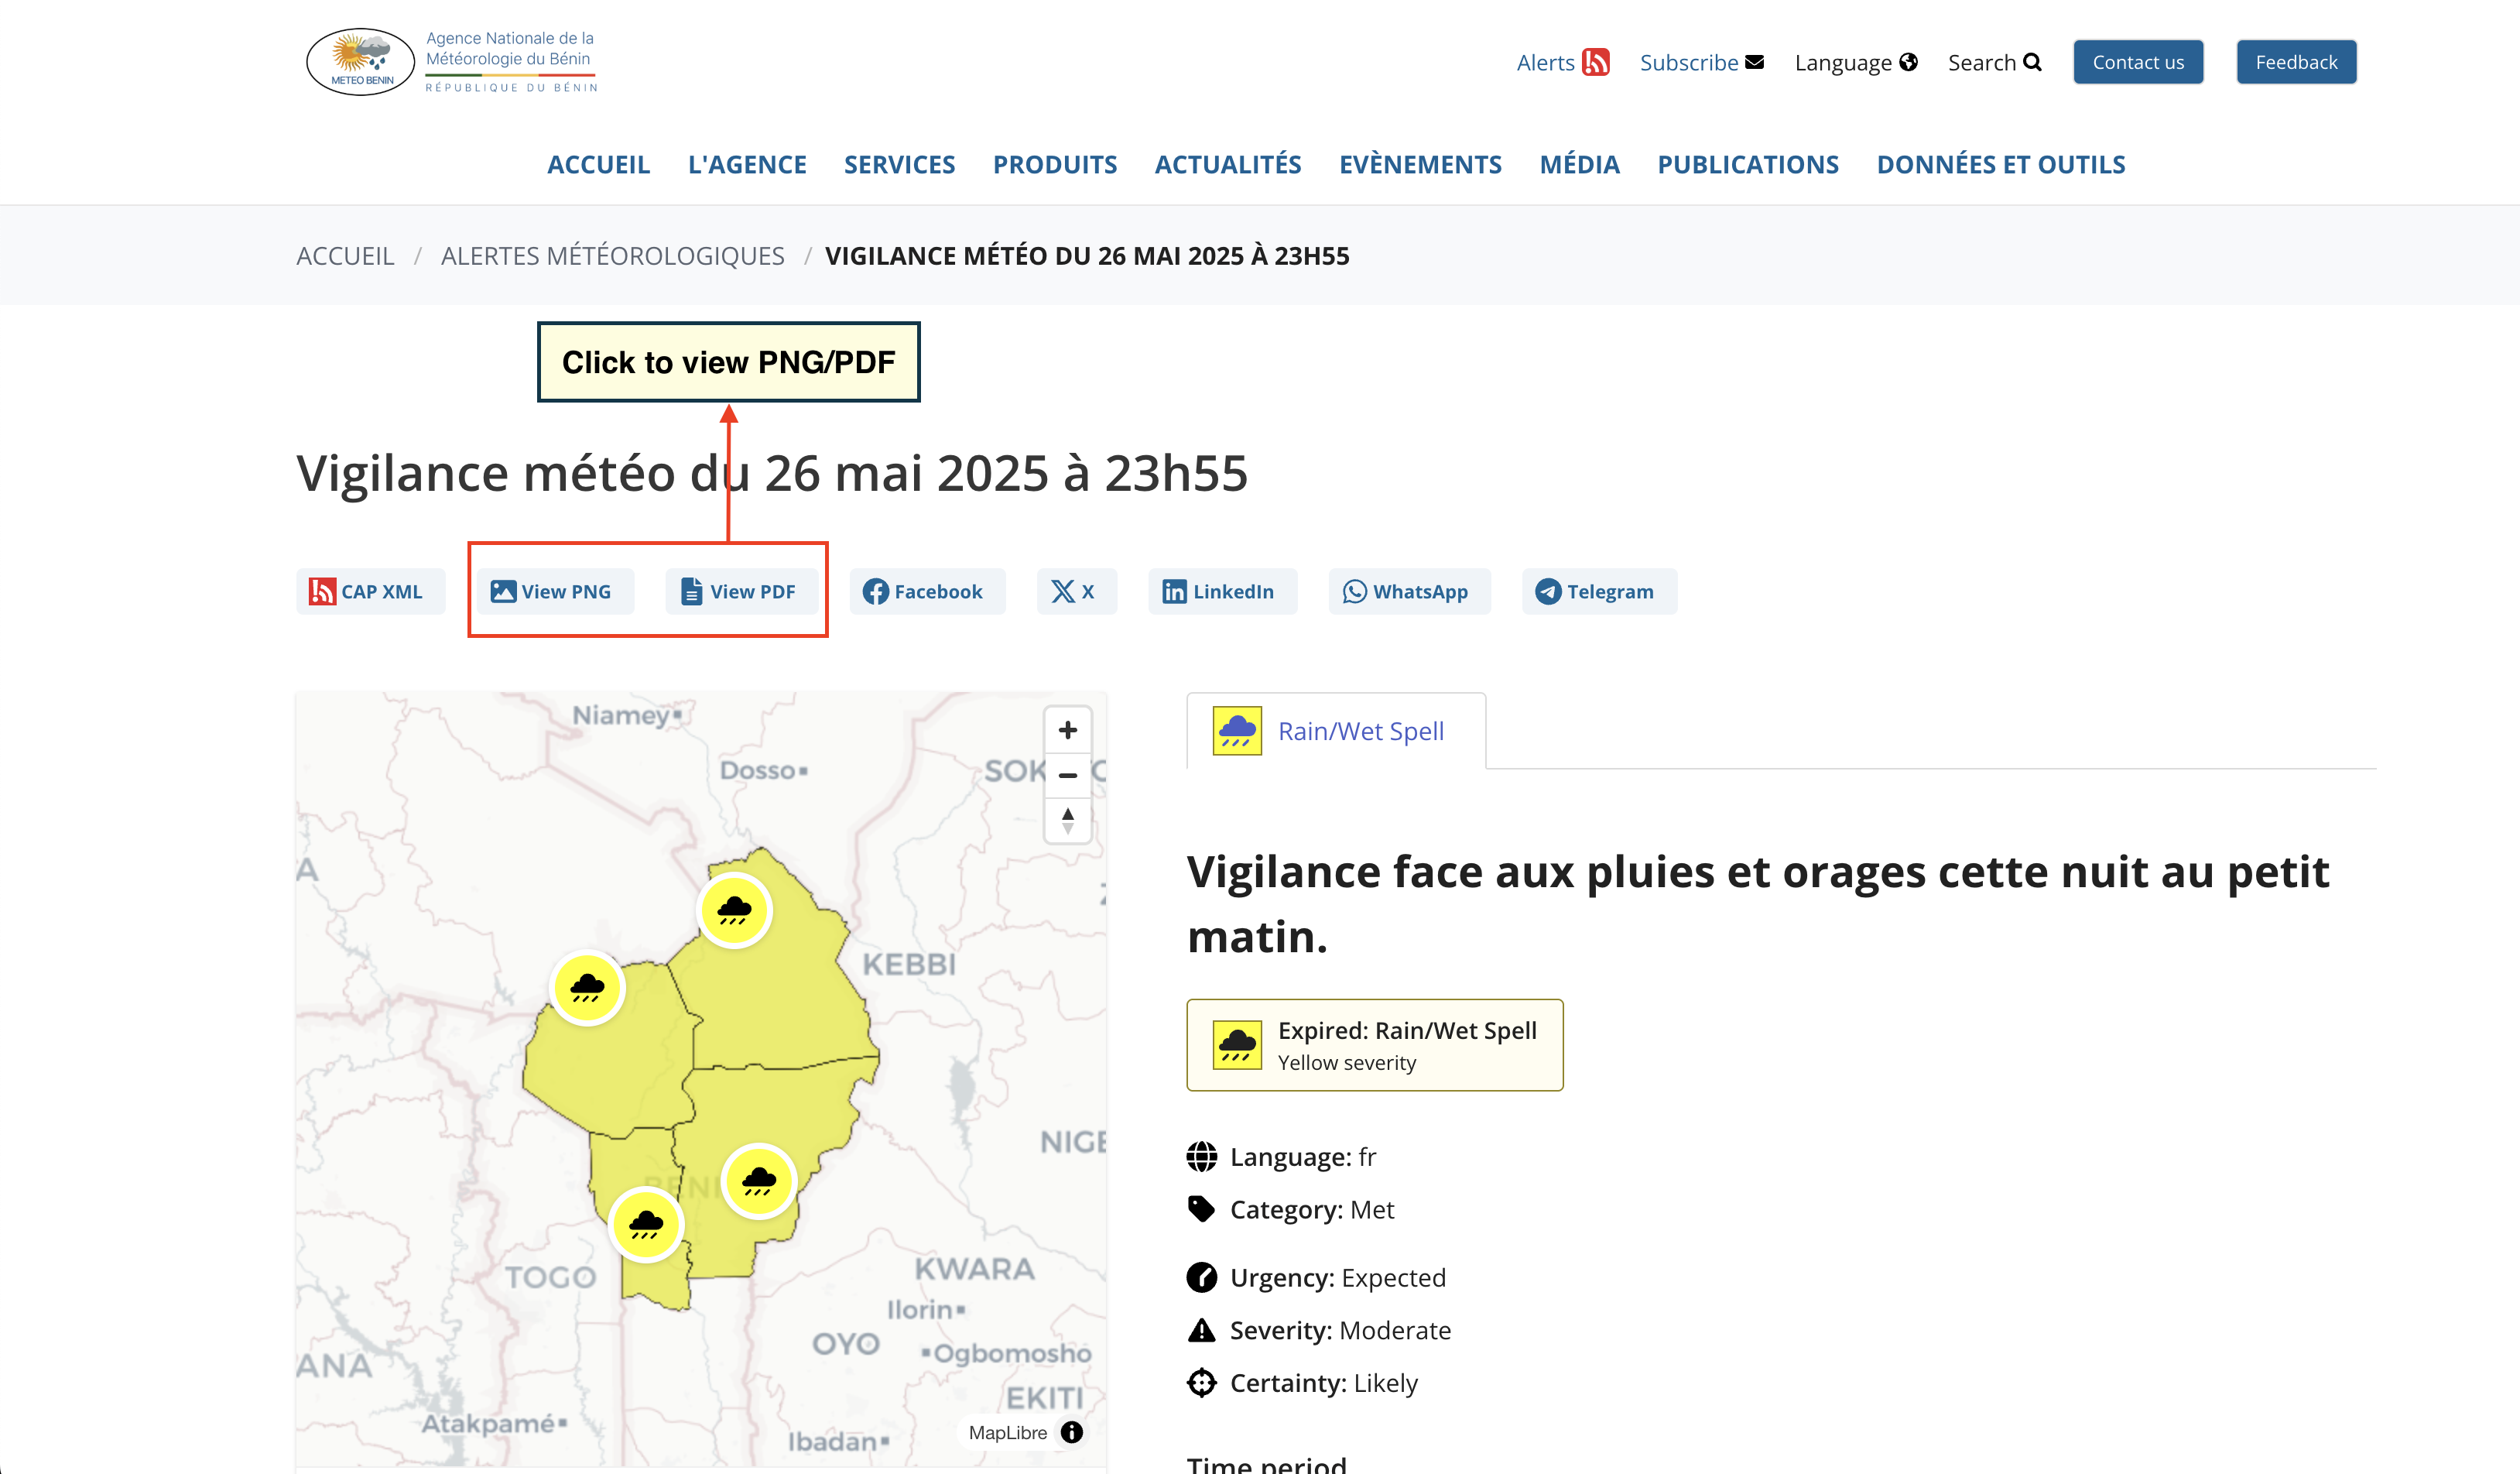 METEO BENIN
Agence Nationale de la
Météorologie du Bénin
RÉPUBLIQUE DU BÉNIN
Alerts Subscribe Language Search Contact us Feedback
ACCUEIL L'AGENCE SERVICES PRODUITS ACTUALITÉS EVÈNEMENTS MÉDIA PUBLICATIONS DONNÉES ET OUTILS
ACCUEIL / ALERTES MÉTÉOROLOGIQUES / VIGILANCE MÉTÉO DU 26 MAI 2025 À 23H55
Click to view PNG/PDF
Vigilance météo du 26 mai 2025 à 23h55
CAP XML View PNG View PDF Facebook X LinkedIn WhatsApp Telegram
Niamey
Dosso
KEBBI
TOGO
KWARA
Ilorin
OYO
Ogbomosho
EKITI
Atakpamé
Ibadan
MapLibre
Rain/Wet Spell
Vigilance face aux pluies et orages cette nuit au petit
matin.
Expired: Rain/Wet Spell
Yellow severity
Language: fr
Category: Met
Urgency: Expected
Severity: Moderate
Certainty: Likely
Time period